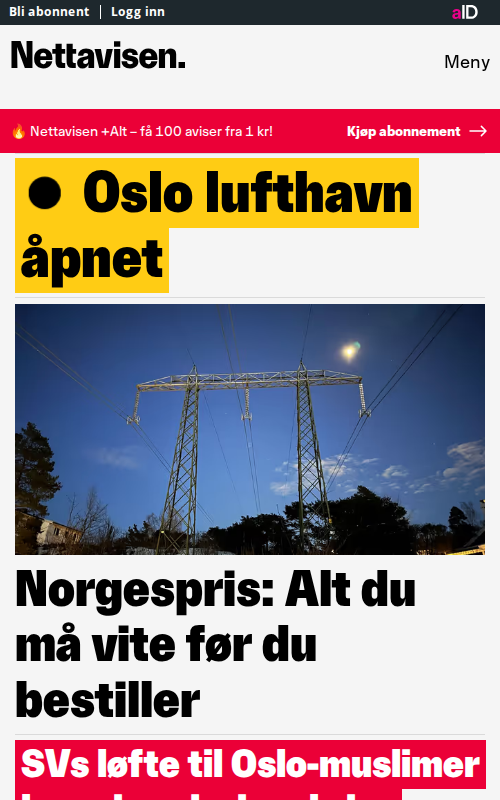 Bli abonnent | Logg inn
aID
Nettavisen.
Meny
🔥 Nettavisen +Alt – få 100 aviser fra 1 kr!
Kjøp abonnement →
● Oslo lufthavn
åpnet
Norgespris: Alt du
må vite før du
bestiller
SVs løfte til Oslo-muslimer